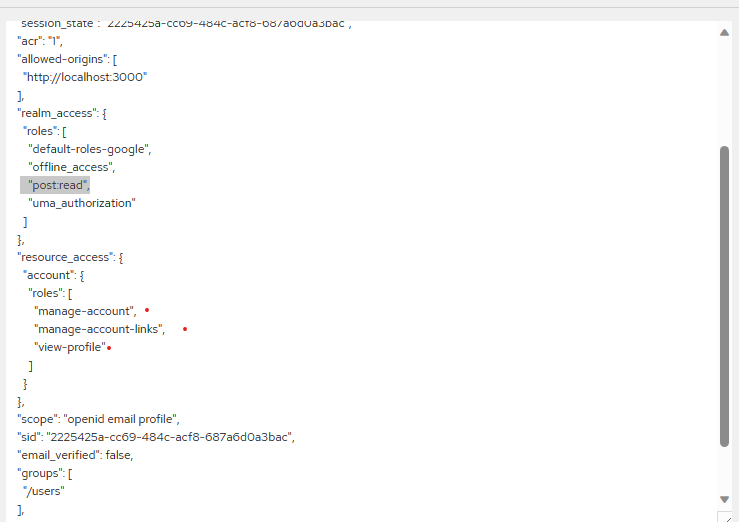 "session_state": "2225425a-cc69-484c-acf8-687a6d0a3bac",
"acr": "1",
"allowed-origins": [
"http://localhost:3000"
],
"realm_access": {
"roles": [
"default-roles-google",
"offline_access",
"post:read",
"uma_authorization"
]
},
"resource_access": {
"account": {
"roles": [
"manage-account",
"manage-account-links",
"view-profile"
]
}
},
"scope": "openid email profile",
"sid": "2225425a-cc69-484c-acf8-687a6d0a3bac",
"email_verified": false,
"groups": [
"/users"
],